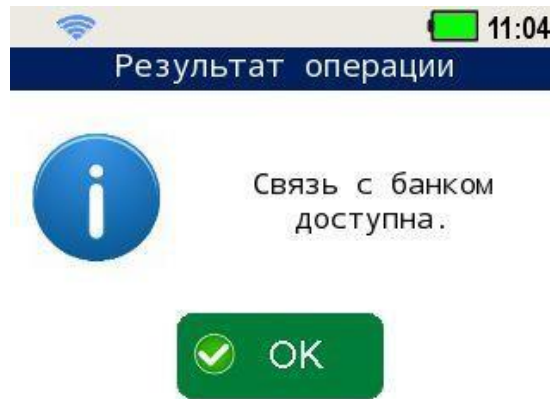 11:04
Результат операции
Связь с банком
доступна.
OK